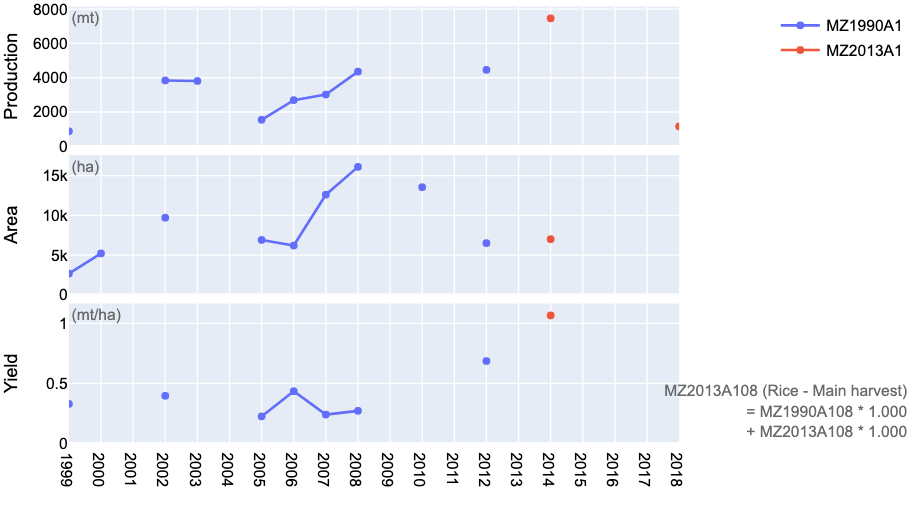 Production
(mt)
8000
6000
4000
2000
0
MZ1990A1
MZ2013A1
Area
(ha)
15k
10k
5k
0
Yield
(mt/ha)
1
0.5
0
MZ2013A108 (Rice - Main harvest)
= MZ1990A108 * 1.000
+ MZ2013A108 * 1.000
1999
2000
2001
2002
2003
2004
2005
2006
2007
2008
2009
2010
2011
2012
2013
2014
2015
2016
2017
2018